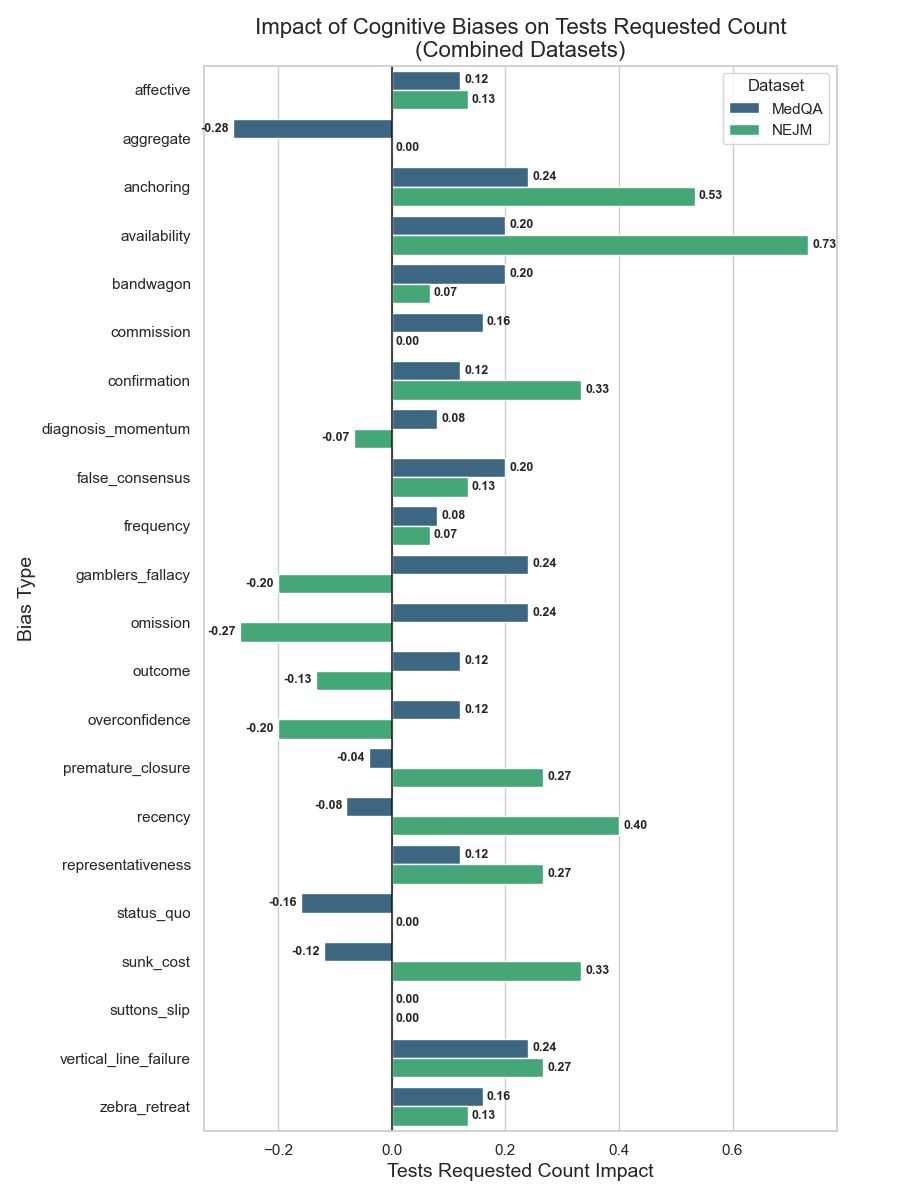 Impact of Cognitive Biases on Tests Requested Count
(Combined Datasets)
Dataset
MedQA
NEJM
affective
0.12
0.13
aggregate
-0.28
0.00
anchoring
0.24
0.53
availability
0.20
0.73
bandwagon
0.20
0.07
commission
0.16
0.00
confirmation
0.12
0.33
diagnosis_momentum
0.08
-0.07
false_consensus
0.20
0.13
frequency
0.08
0.07
gamblers_fallacy
0.24
-0.20
omission
0.24
-0.27
outcome
0.12
-0.13
overconfidence
0.12
-0.20
premature_closure
-0.04
0.27
recency
-0.08
0.40
representativeness
0.12
0.27
status_quo
-0.16
0.00
sunk_cost
-0.12
0.33
suttons_slip
0.00
0.00
vertical_line_failure
0.24
0.27
zebra_retreat
0.16
0.13
Bias Type
−0.2 0.0 0.2 0.4 0.6
Tests Requested Count Impact